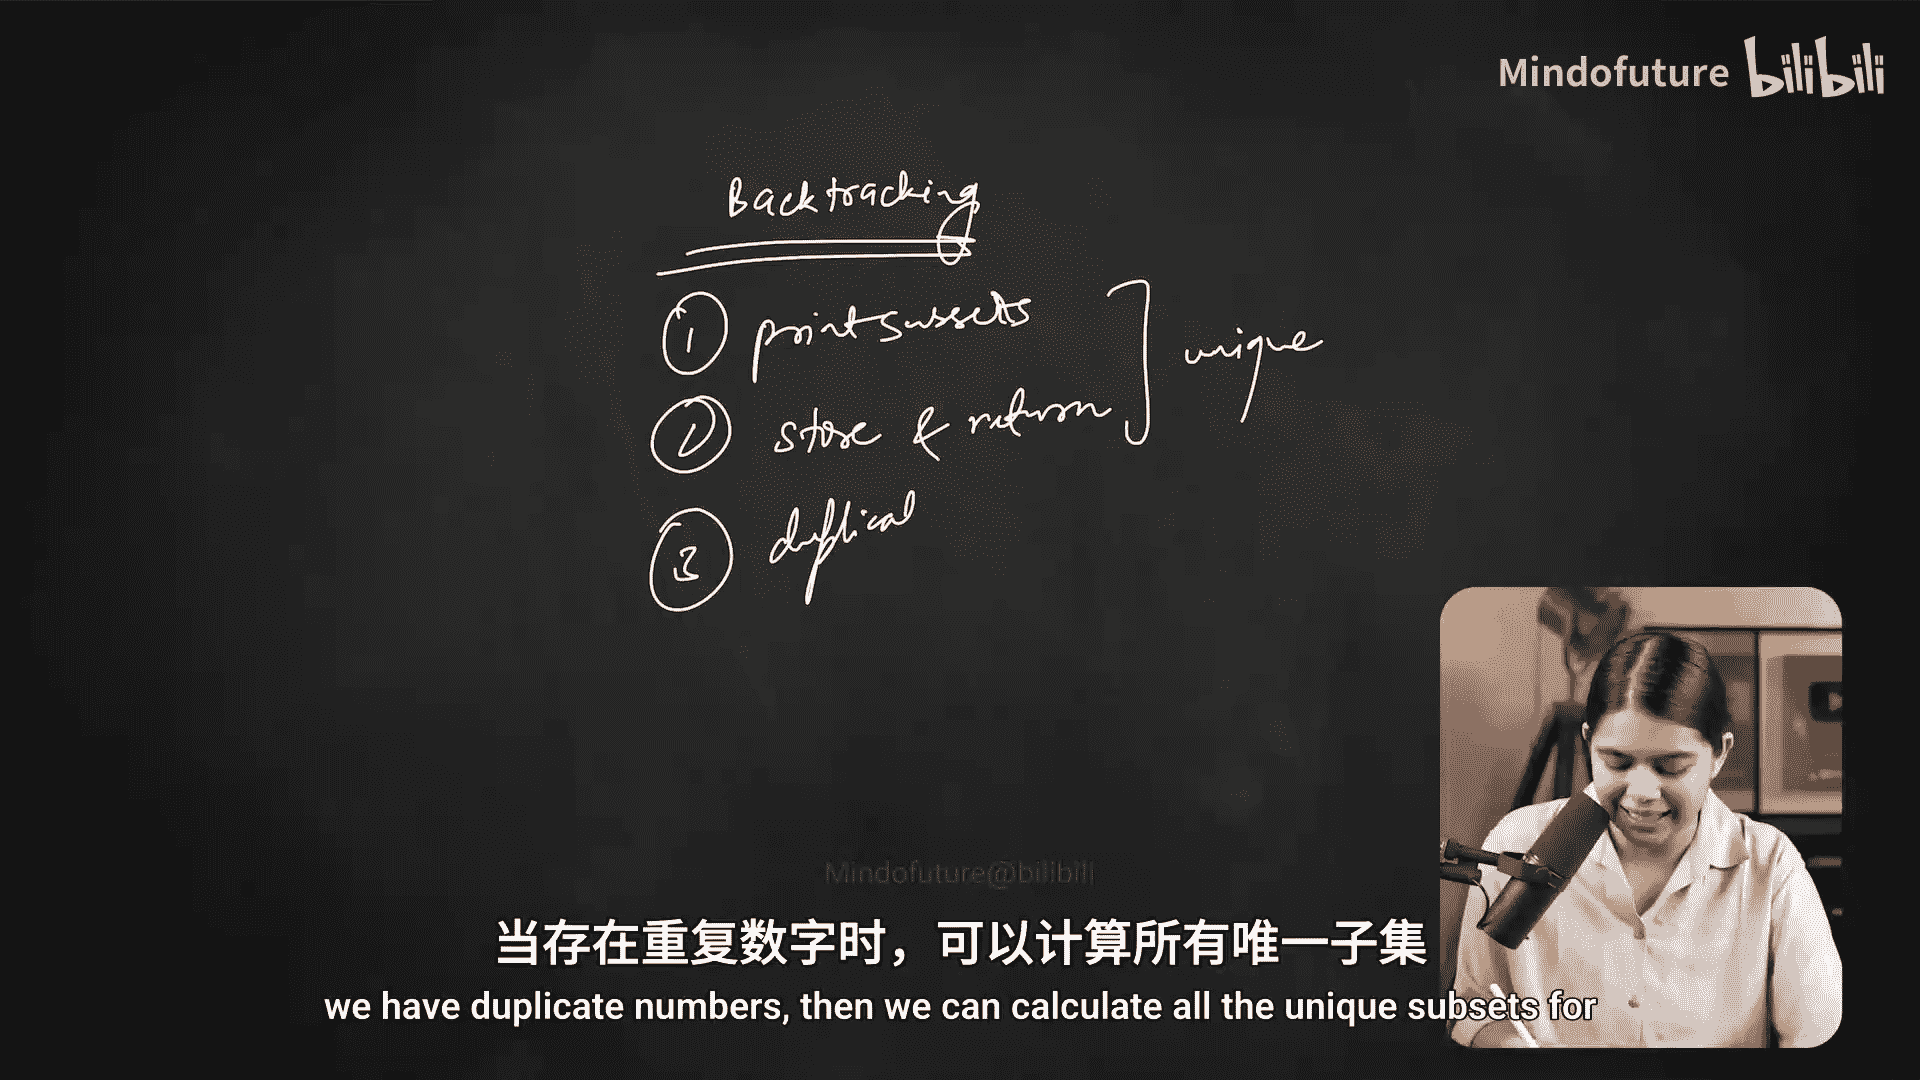 Mindofuture bilibili
Backtracking
1 print subsets
2 store & return
unique
3 duplical
Mindofuture@bilibili
当存在重复数字时，可以计算所有唯一子集
we have duplicate numbers, then we can calculate all the unique subsets for